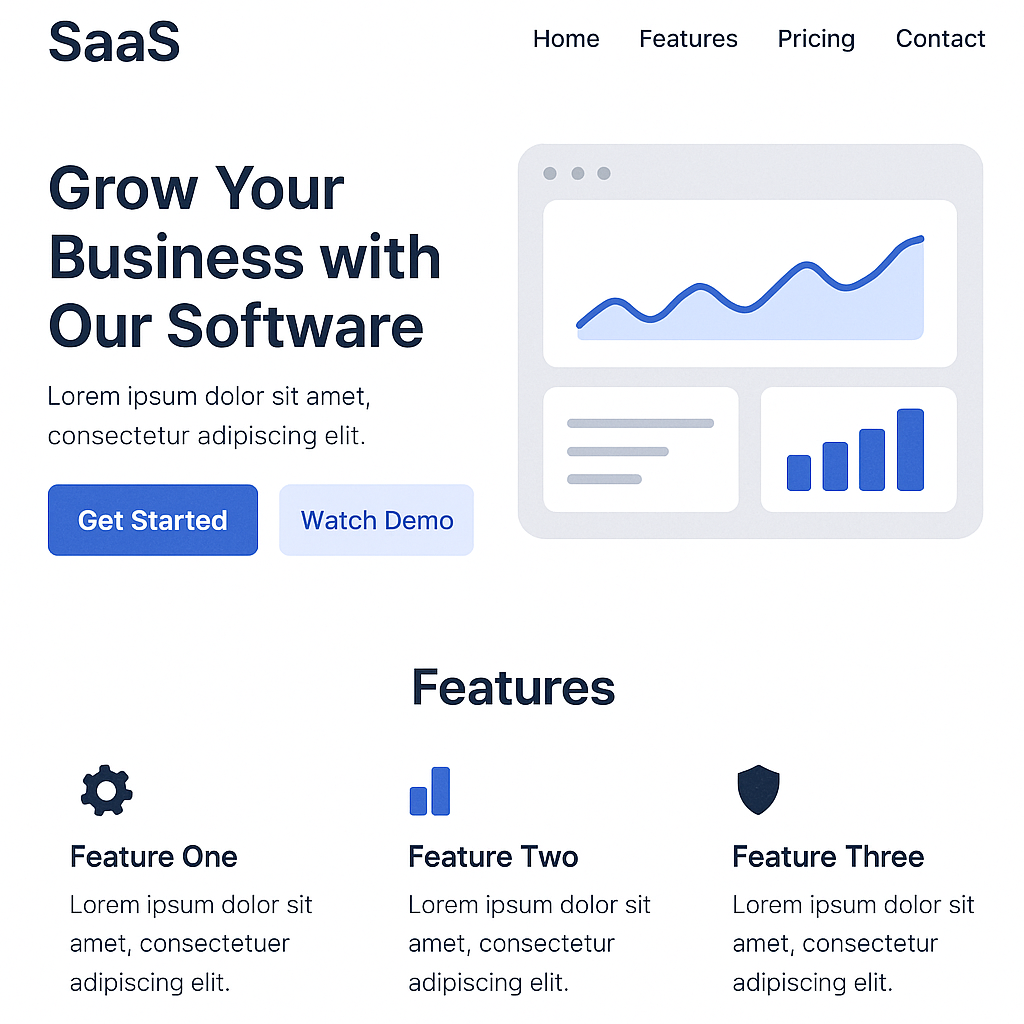 SaaS
Home Features Pricing Contact
Grow Your
Business with
Our Software
Lorem ipsum dolor sit amet,
consectetur adipiscing elit.
Get Started
Watch Demo
Features
Feature One
Lorem ipsum dolor sit
amet, consectetuer
adipiscing elit.
Feature Two
Lorem ipsum dolor sit
amet, consectetur
adipiscing elit.
Feature Three
Lorem ipsum dolor sit
amet, consectetur
adipiscing elit.